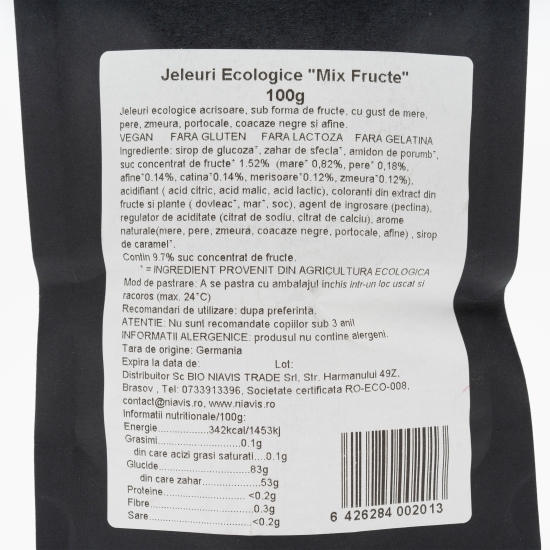 Jeleuri Ecologice "Mix Fructe"
100g
Jeleuri ecologice acrisoare, sub forma de fructe, cu gust de mere,
pere, zmeura, portocale, coacaze negre si afine.
VEGAN FARA GLUTEN FARA LACTOZA FARA GELATINA
Ingrediente: sirop de glucoza*, zahar de sfecla*, amidon de porumb*,
suc concentrat de fructe* 1.52% (mare* 0,82%, pere* 0,18%,
afine*0.14%, catina*0.14%, merisoare*0.12%, zmeura*0.12%),
acidifiant ( acid citric, acid malic, acid lactic), coloranti din extract din
fructe si plante ( dovleac*, mar*, soc), agent de ingrosare (pectina),
regulator de aciditate (citrat de sodiu, citrat de calciu), arome
naturale(mere, pere, zmeura, coacaze negre, portocale, afine) , sirop
de caramel*.
Contin 9.7% suc concentrat de fructe.
* = INGREDIENT PROVENIT DIN AGRICULTURA ECOLOGICA
Mod de pastrare: A se pastra cu ambalajul inchis intr-un loc uscat si
racoros (max. 24°C)
Recomandari de utilizare: dupa preferinta.
ATENTIE: Nu sunt recomandate copiilor sub 3 ani!
INFORMATII ALERGENICE: produsul nu contine alergeni.
Tara de origine: Germania
Expira la data de: Lot:
Distribuitor Sc BIO NIAVIS TRADE Srl, Str. Harmanului 49Z,
Brasov , Tel: 0733913396, Societate certificata RO-ECO-008,
contact@niavis.ro, www.niavis.ro
Informatii nutritionale/100g:
Energie....................342kcal/1453kj
Grasimi....................0.1g
din care acizi grasi saturati....0.1g
Glucide....................83g
din care zahar....................53g
Proteine....................<0.2g
Fibre....................0.3g
Sare....................<0.2g
6 426284 002013